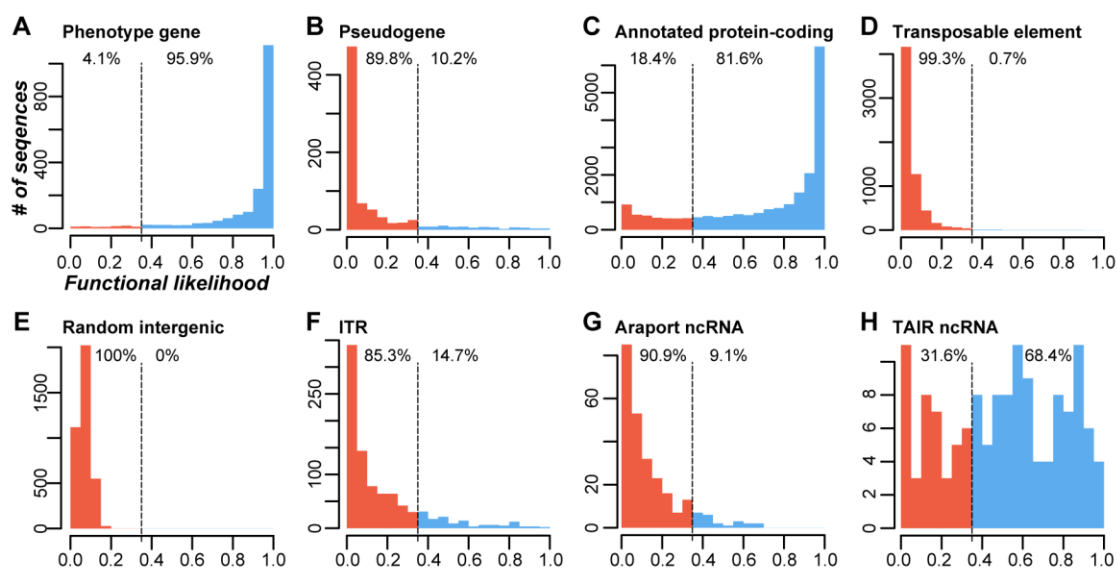 A Phenotype gene
4.1% 95.9%
# of seqences
0 400 800
0.0 0.2 0.4 0.6 0.8 1.0
Functional likelihood
B Pseudogene
89.8% 10.2%
0 200 400
0.0 0.2 0.4 0.6 0.8 1.0
C Annotated protein-coding
18.4% 81.6%
0 2000 6000
0.0 0.2 0.4 0.6 0.8 1.0
D Transposable element
99.3% 0.7%
0 1000 3000
0.0 0.2 0.4 0.6 0.8 1.0
E Random intergenic
100% 0%
0 500 1500
0.0 0.2 0.4 0.6 0.8 1.0
F ITR
85.3% 14.7%
0 50 150 250
0.0 0.2 0.4 0.6 0.8 1.0
G Araport ncRNA
90.9% 9.1%
0 20 60
0.0 0.2 0.4 0.6 0.8 1.0
H TAIR ncRNA
31.6% 68.4%
0 2 4 6 8
0.0 0.2 0.4 0.6 0.8 1.0